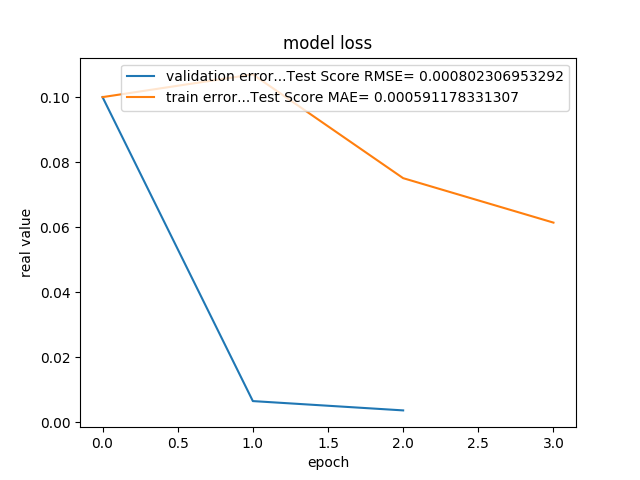 model loss
validation error...Test Score RMSE= 0.000802306953292
train error...Test Score MAE= 0.000591178331307
0.10
0.08
0.06
0.04
0.02
0.00
real value
0.0 0.5 1.0 1.5 2.0 2.5 3.0
epoch